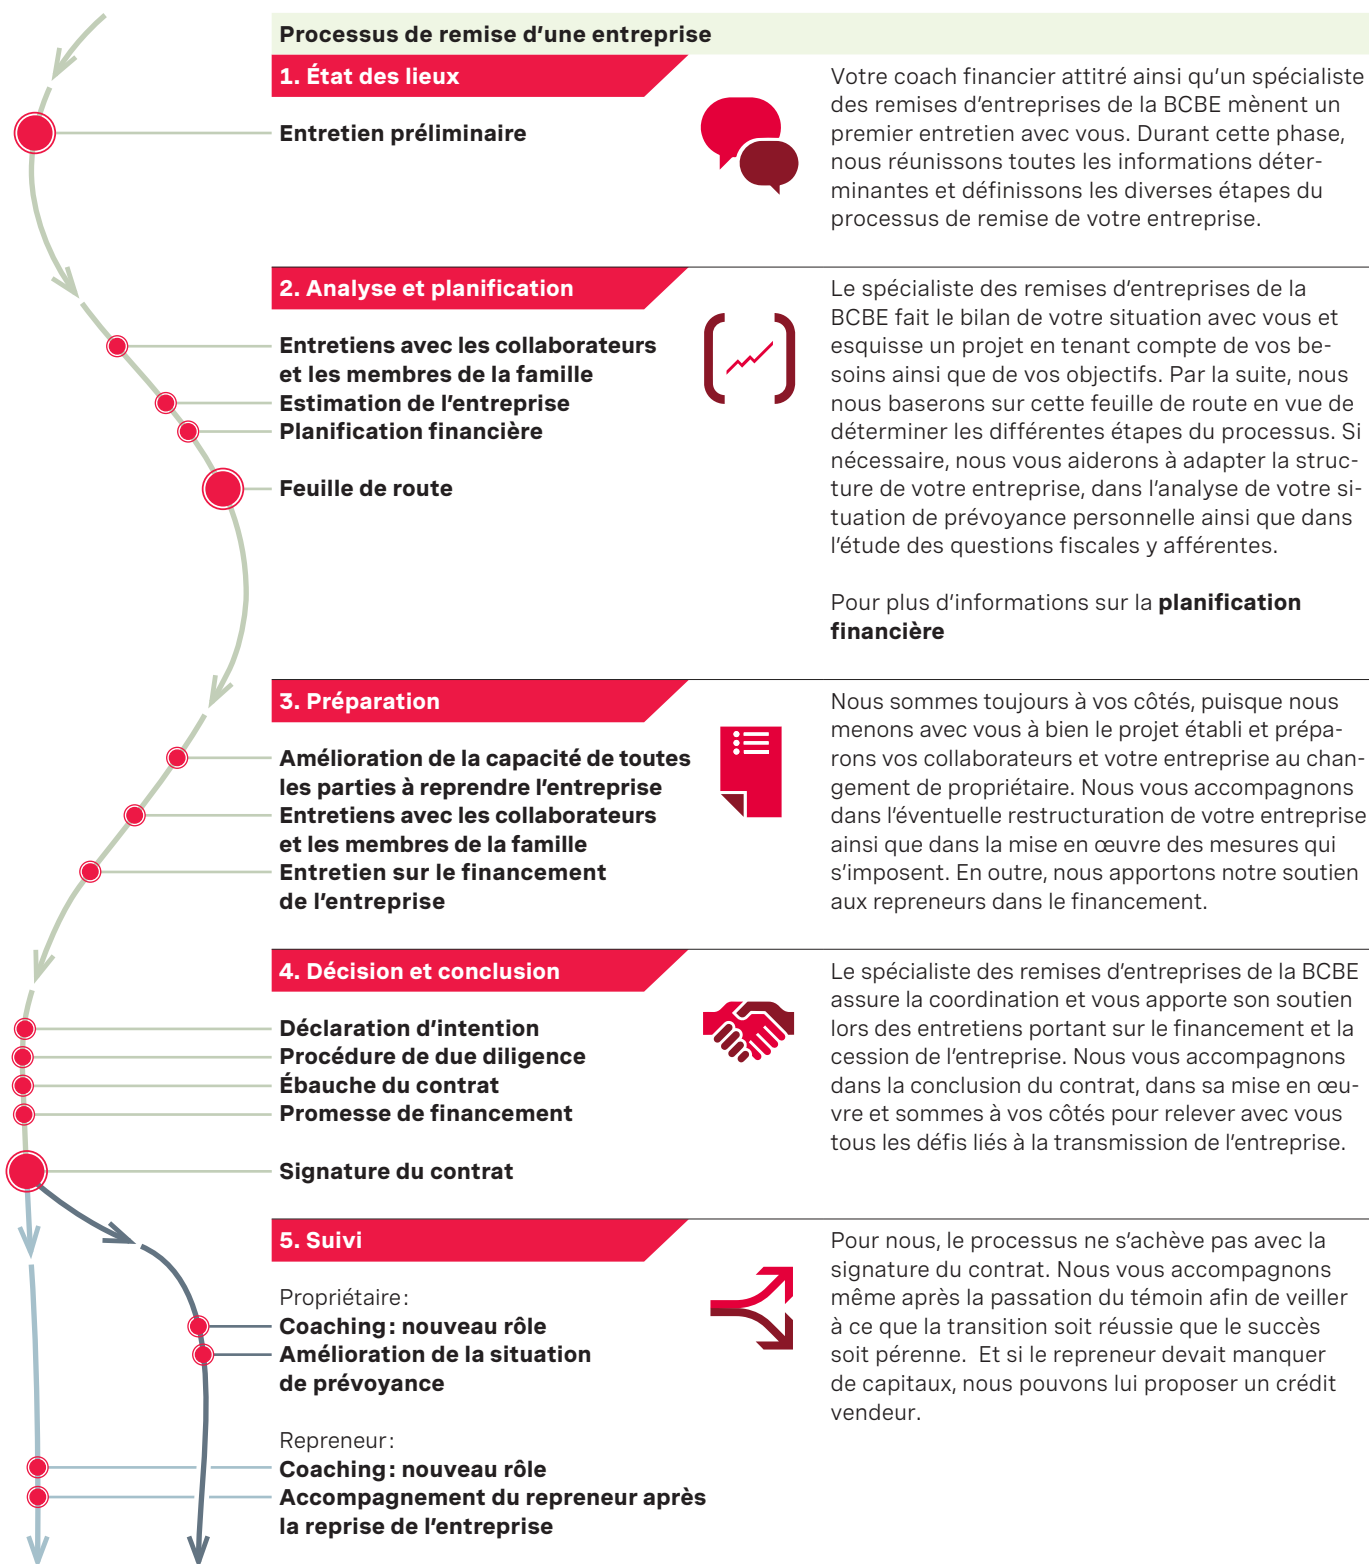 Processus de remise d'une entreprise
1. État des lieux
Entretien préliminaire
Votre coach financier attitré ainsi qu'un spécialiste
des remises d'entreprises de la BCBE mènent un
premier entretien avec vous. Durant cette phase,
nous réunissons toutes les informations déter-
minantes et définissons les diverses étapes du
processus de remise de votre entreprise.
2. Analyse et planification
Entretiens avec les collaborateurs
et les membres de la famille
Estimation de l'entreprise
Planification financière
Feuille de route
Le spécialiste des remises d'entreprises de la
BCBE fait le bilan de votre situation avec vous et
esquisse un projet en tenant compte de vos be-
soins ainsi que de vos objectifs. Par la suite, nous
nous baserons sur cette feuille de route en vue de
déterminer les différentes étapes du processus. Si
nécessaire, nous vous aiderons à adapter la struc-
ture de votre entreprise, dans l'analyse de votre si-
tuation de prévoyance personnelle ainsi que dans
l'étude des questions fiscales y afférentes.
Pour plus d'informations sur la planification
financière
3. Préparation
Amélioration de la capacité de toutes
les parties à reprendre l'entreprise
Entretiens avec les collaborateurs
et les membres de la famille
Entretien sur le financement
de l'entreprise
Nous sommes toujours à vos côtés, puisque nous
menons avec vous à bien le projet établi et prépa-
rons vos collaborateurs et votre entreprise au chan-
gement de propriétaire. Nous vous accompagnons
dans l'éventuelle restructuration de votre entreprise
ainsi que dans la mise en œuvre des mesures qui
s'imposent. En outre, nous apportons notre soutien
aux repreneurs dans le financement.
4. Décision et conclusion
Déclaration d'intention
Procédure de due diligence
Ébauche du contrat
Promesse de financement
Signature du contrat
Le spécialiste des remises d'entreprises de la BCBE
assure la coordination et vous apporte son soutien
lors des entretiens portant sur le financement et la
cession de l'entreprise. Nous vous accompagnons
dans la conclusion du contrat, dans sa mise en œu-
vre et sommes à vos côtés pour relever avec vous
tous les défis liés à la transmission de l'entreprise.
5. Suivi
Propriétaire:
Coaching: nouveau rôle
Amélioration de la situation
de prévoyance
Repreneur:
Coaching: nouveau rôle
Accompagnement du repreneur après
la reprise de l'entreprise
Pour nous, le processus ne s'achève pas avec la
signature du contrat. Nous vous accompagnons
même après la passation du témoin afin de veiller
à ce que la transition soit réussie que le succès
soit pérenne. Et si le repreneur devait manquer
de capitaux, nous pouvons lui proposer un crédit
vendeur.